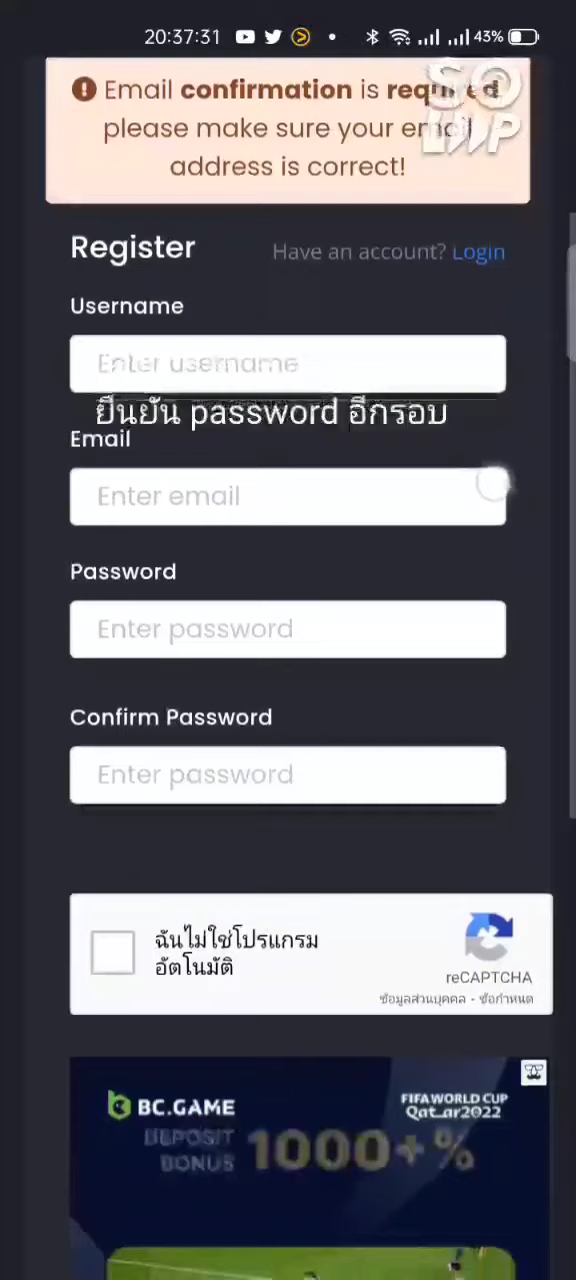 20:37:31
43%
Email confirmation is required,
please make sure your email
address is correct!
SO
Register
Have an account? Login
Username
Enter username
ยืนยัน password อีกรอบ
Email
Enter email
Password
Enter password
Confirm Password
Enter password
ฉันไม่ใช่โปรแกรม
อัตโนมัติ
reCAPTCHA
ข้อมูลส่วนบุคคล - ข้อกำหนด
BC.GAME
FIFA WORLD CUP
Qatar2022
DEPOSIT
BONUS
1000+%